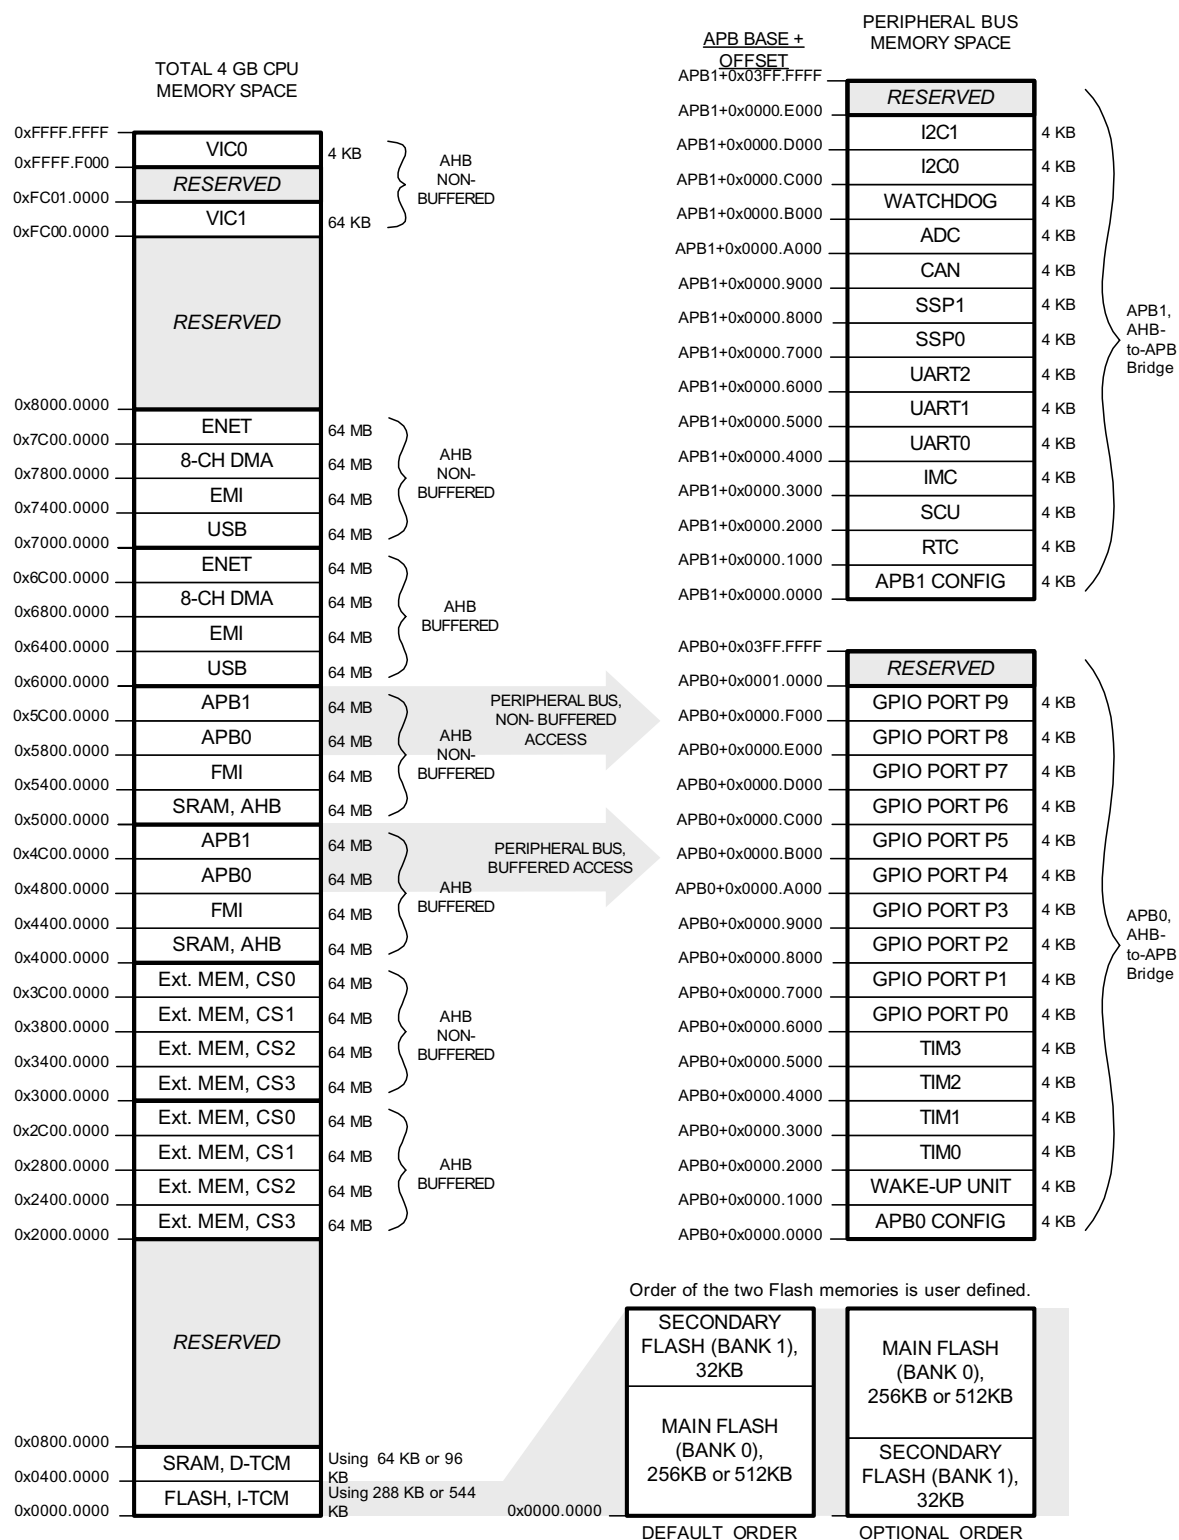 TOTAL 4 GB CPU
MEMORY SPACE
0xFFFF.FFFF
VIC0
4 KB
0xFFFF.F000
RESERVED
0xFC01.0000
VIC1
64 KB
0xFC00.0000
AHB
NON-
BUFFERED
RESERVED
0x8000.0000
ENET
64 MB
0x7C00.0000
8-CH DMA
64 MB
0x7800.0000
EMI
64 MB
0x7400.0000
USB
64 MB
0x7000.0000
AHB
NON-
BUFFERED
ENET
64 MB
0x6C00.0000
8-CH DMA
64 MB
0x6800.0000
EMI
64 MB
0x6400.0000
USB
64 MB
0x6000.0000
AHB
BUFFERED
APB1
64 MB
0x5C00.0000
APB0
64 MB
0x5800.0000
FMI
64 MB
0x5400.0000
SRAM, AHB
64 MB
0x5000.0000
AHB
NON-
BUFFERED
PERIPHERAL BUS,
NON- BUFFERED
ACCESS
APB1
64 MB
0x4C00.0000
APB0
64 MB
0x4800.0000
FMI
64 MB
0x4400.0000
SRAM, AHB
64 MB
0x4000.0000
AHB
BUFFERED
PERIPHERAL BUS,
BUFFERED ACCESS
Ext. MEM, CS0
64 MB
0x3C00.0000
Ext. MEM, CS1
64 MB
0x3800.0000
Ext. MEM, CS2
64 MB
0x3400.0000
Ext. MEM, CS3
64 MB
0x3000.0000
AHB
NON-
BUFFERED
Ext. MEM, CS0
64 MB
0x2C00.0000
Ext. MEM, CS1
64 MB
0x2800.0000
Ext. MEM, CS2
64 MB
0x2400.0000
Ext. MEM, CS3
64 MB
0x2000.0000
AHB
BUFFERED
RESERVED
0x0800.0000
SRAM, D-TCM
Using 64 KB or 96
KB
0x0400.0000
FLASH, I-TCM
Using 288 KB or 544
KB
0x0000.0000
APB BASE +
OFFSET
PERIPHERAL BUS
MEMORY SPACE
APB1+0x03FF.FFFF
RESERVED
APB1+0x0000.E000
I2C1
4 KB
APB1+0x0000.D000
I2C0
4 KB
APB1+0x0000.C000
WATCHDOG
4 KB
APB1+0x0000.B000
ADC
4 KB
APB1+0x0000.A000
CAN
4 KB
APB1+0x0000.9000
SSP1
4 KB
APB1+0x0000.8000
SSP0
4 KB
APB1+0x0000.7000
UART2
4 KB
APB1+0x0000.6000
UART1
4 KB
APB1+0x0000.5000
UART0
4 KB
APB1+0x0000.4000
IMC
4 KB
APB1+0x0000.3000
SCU
4 KB
APB1+0x0000.2000
RTC
4 KB
APB1+0x0000.1000
APB1 CONFIG
4 KB
APB1+0x0000.0000
APB1,
AHB-
to-APB
Bridge
APB0+0x03FF.FFFF
RESERVED
APB0+0x0001.0000
GPIO PORT P9
4 KB
APB0+0x0000.F000
GPIO PORT P8
4 KB
APB0+0x0000.E000
GPIO PORT P7
4 KB
APB0+0x0000.D000
GPIO PORT P6
4 KB
APB0+0x0000.C000
GPIO PORT P5
4 KB
APB0+0x0000.B000
GPIO PORT P4
4 KB
APB0+0x0000.A000
GPIO PORT P3
4 KB
APB0+0x0000.9000
GPIO PORT P2
4 KB
APB0+0x0000.8000
GPIO PORT P1
4 KB
APB0+0x0000.7000
GPIO PORT P0
4 KB
APB0+0x0000.6000
TIM3
4 KB
APB0+0x0000.5000
TIM2
4 KB
APB0+0x0000.4000
TIM1
4 KB
APB0+0x0000.3000
TIM0
4 KB
APB0+0x0000.2000
WAKE-UP UNIT
4 KB
APB0+0x0000.1000
APB0 CONFIG
4 KB
APB0+0x0000.0000
APB0,
AHB-
to-APB
Bridge
Order of the two Flash memories is user defined.
SECONDARY
FLASH (BANK 1),
32KB
MAIN FLASH
(BANK 0),
256KB or 512KB
0x0000.0000
DEFAULT ORDER
MAIN FLASH
(BANK 0),
256KB or 512KB
SECONDARY
FLASH (BANK 1),
32KB
OPTIONAL ORDER